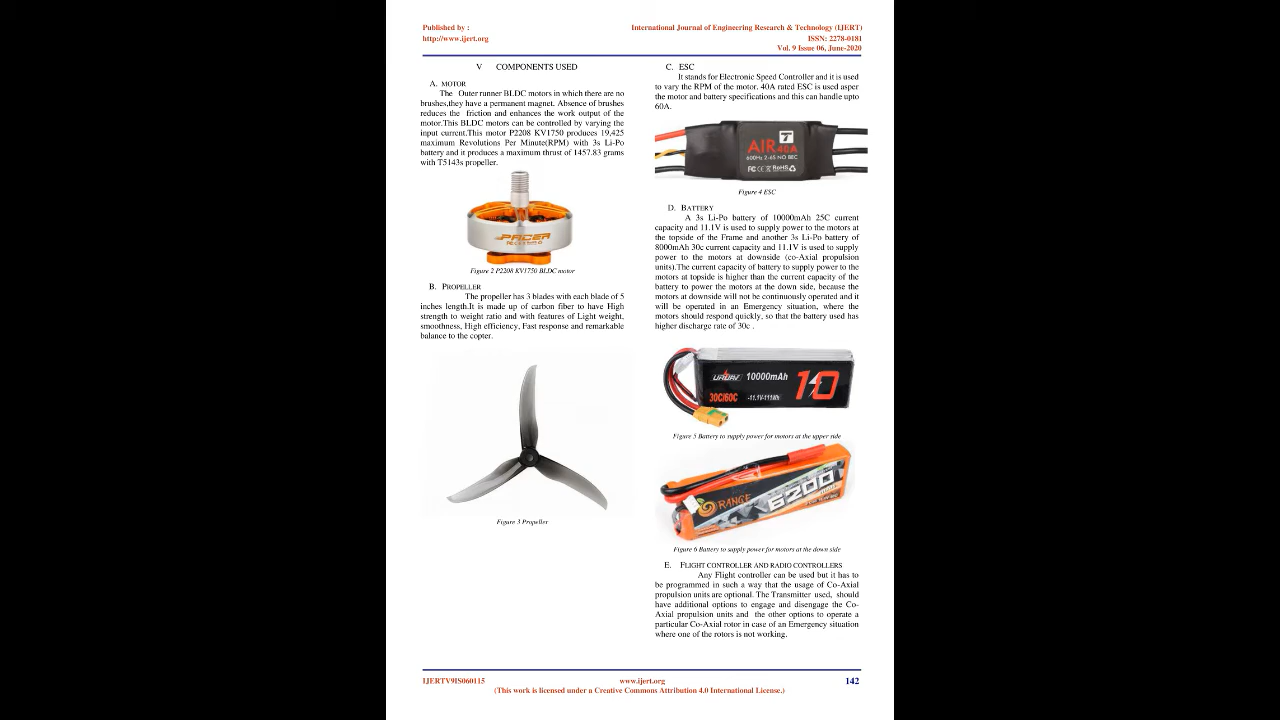 Published by :
http://www.ijert.org
International Journal of Engineering Research & Technology (IJERT)
ISSN: 2278-0181
Vol. 9 Issue 06, June-2020
V COMPONENTS USED
A. MOTOR
The Outer runner BLDC motors in which there are no
brushes,they have a permanent magnet. Absence of brushes
reduces the friction and enhances the work output of the
motor.This BLDC motors can be controlled by varying the
input current.This motor P2208 KV1750 produces 19,425
maximum Revolutions Per Minute(RPM) with 3s Li-Po
battery and it produces a maximum thrust of 1457.83 grams
with T5143s propeller.
PACER
Figure 2 P2208 KV1750 BLDC motor
B. PROPELLER
The propeller has 3 blades with each blade of 5
inches length.It is made up of carbon fiber to have High
strength to weight ratio and with features of Light weight,
smoothness, High efficiency, Fast response and remarkable
balance to the copter.
Figure 3 Propeller
C. ESC
It stands for Electronic Speed Controller and it is used
to vary the RPM of the motor. 40A rated ESC is used asper
the motor and battery specifications and this can handle upto
60A.
T
AIR 40A
600Hz 2-6S NO BEC
FC CE RoHS
Figure 4 ESC
D. BATTERY
A 3s Li-Po battery of 10000mAh 25C current
capacity and 11.1V is used to supply power to the motors at
the topside of the Frame and another 3s Li-Po battery of
8000mAh 30c current capacity and 11.1V is used to supply
power to the motors at downside (co-Axial propulsion
units).The current capacity of battery to supply power to the
motors at topside is higher than the current capacity of the
battery to power the motors at the down side, because the
motors at downside will not be continuously operated and it
will be operated in an Emergency situation, where the
motors should respond quickly, so that the battery used has
higher discharge rate of 30c .
URUAV 10000mAh 10
30C/60C -11.1V-111Wh
Figure 5 Battery to supply power for motors at the upper side
ORANGE 6200
Figure 6 Battery to supply power for motors at the down side
E. FLIGHT CONTROLLER AND RADIO CONTROLLERS
Any Flight controller can be used but it has to
be programmed in such a way that the usage of Co-Axial
propulsion units are optional. The Transmitter used, should
have additional options to engage and disengage the Co-
Axial propulsion units and the other options to operate a
particular Co-Axial rotor in case of an Emergency situation
where one of the rotors is not working.
IJERTV9IS060115
www.ijert.org
142
(This work is licensed under a Creative Commons Attribution 4.0 International License.)